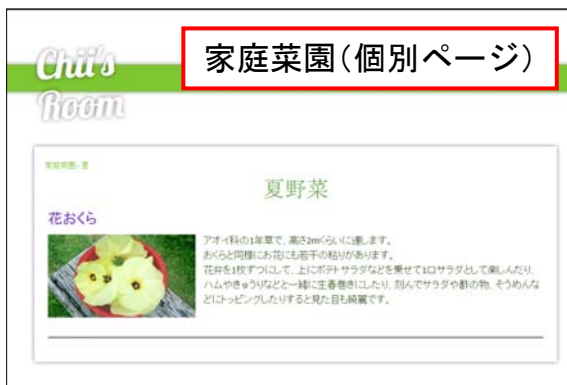 Chii's
Room
家庭菜園（個別ページ）
家庭菜園 - 夏
夏野菜
花おくら
アオイ科の1年草で、高さ2mくらいに達します。
おくらと同様にお花にも若干の粘りがあります。
花弁を1枚ずつにして、上にポテトサラダなどを乗せて1口サラダとして楽しんだり、
ハムやきゅうりなどと一緒に生春巻きにしたり、刻んでサラダや酢の物、そうめんな
どにトッピングしたりすると見た目も綺麗です。